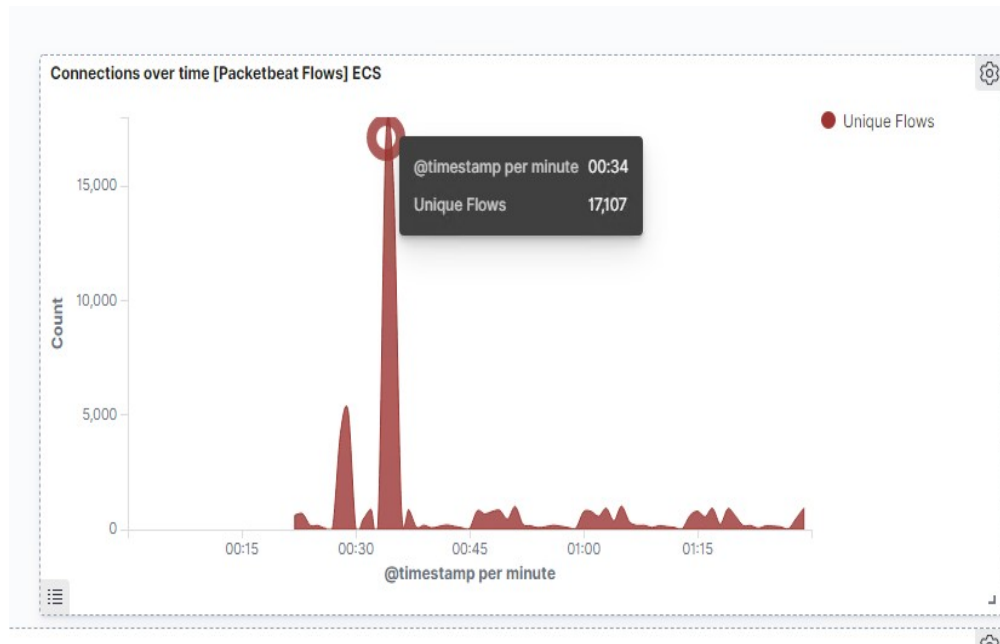 Connections over time [Packetbeat Flows] ECS
Unique Flows
@timestamp per minute 00:34
Unique Flows 17,107
15,000
10,000
5,000
0
Count
00:15 00:30 00:45 01:00 01:15
@timestamp per minute